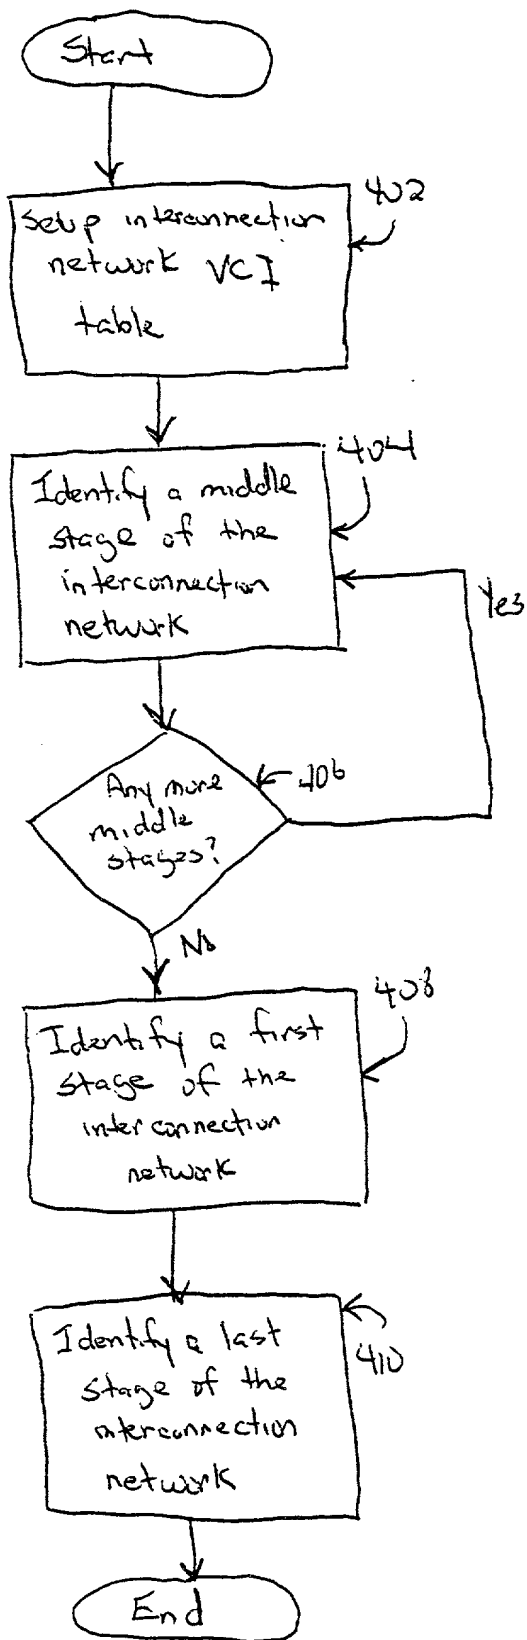 Start
402
Setup interconnection
network VCI
table
404
Identify a middle
stage of the
interconnection
network
Yes
406
Any more
middle
stages?
No
408
Identify a first
stage of the
interconnection
network
Identify a last
stage of the
interconnection
network
410
End